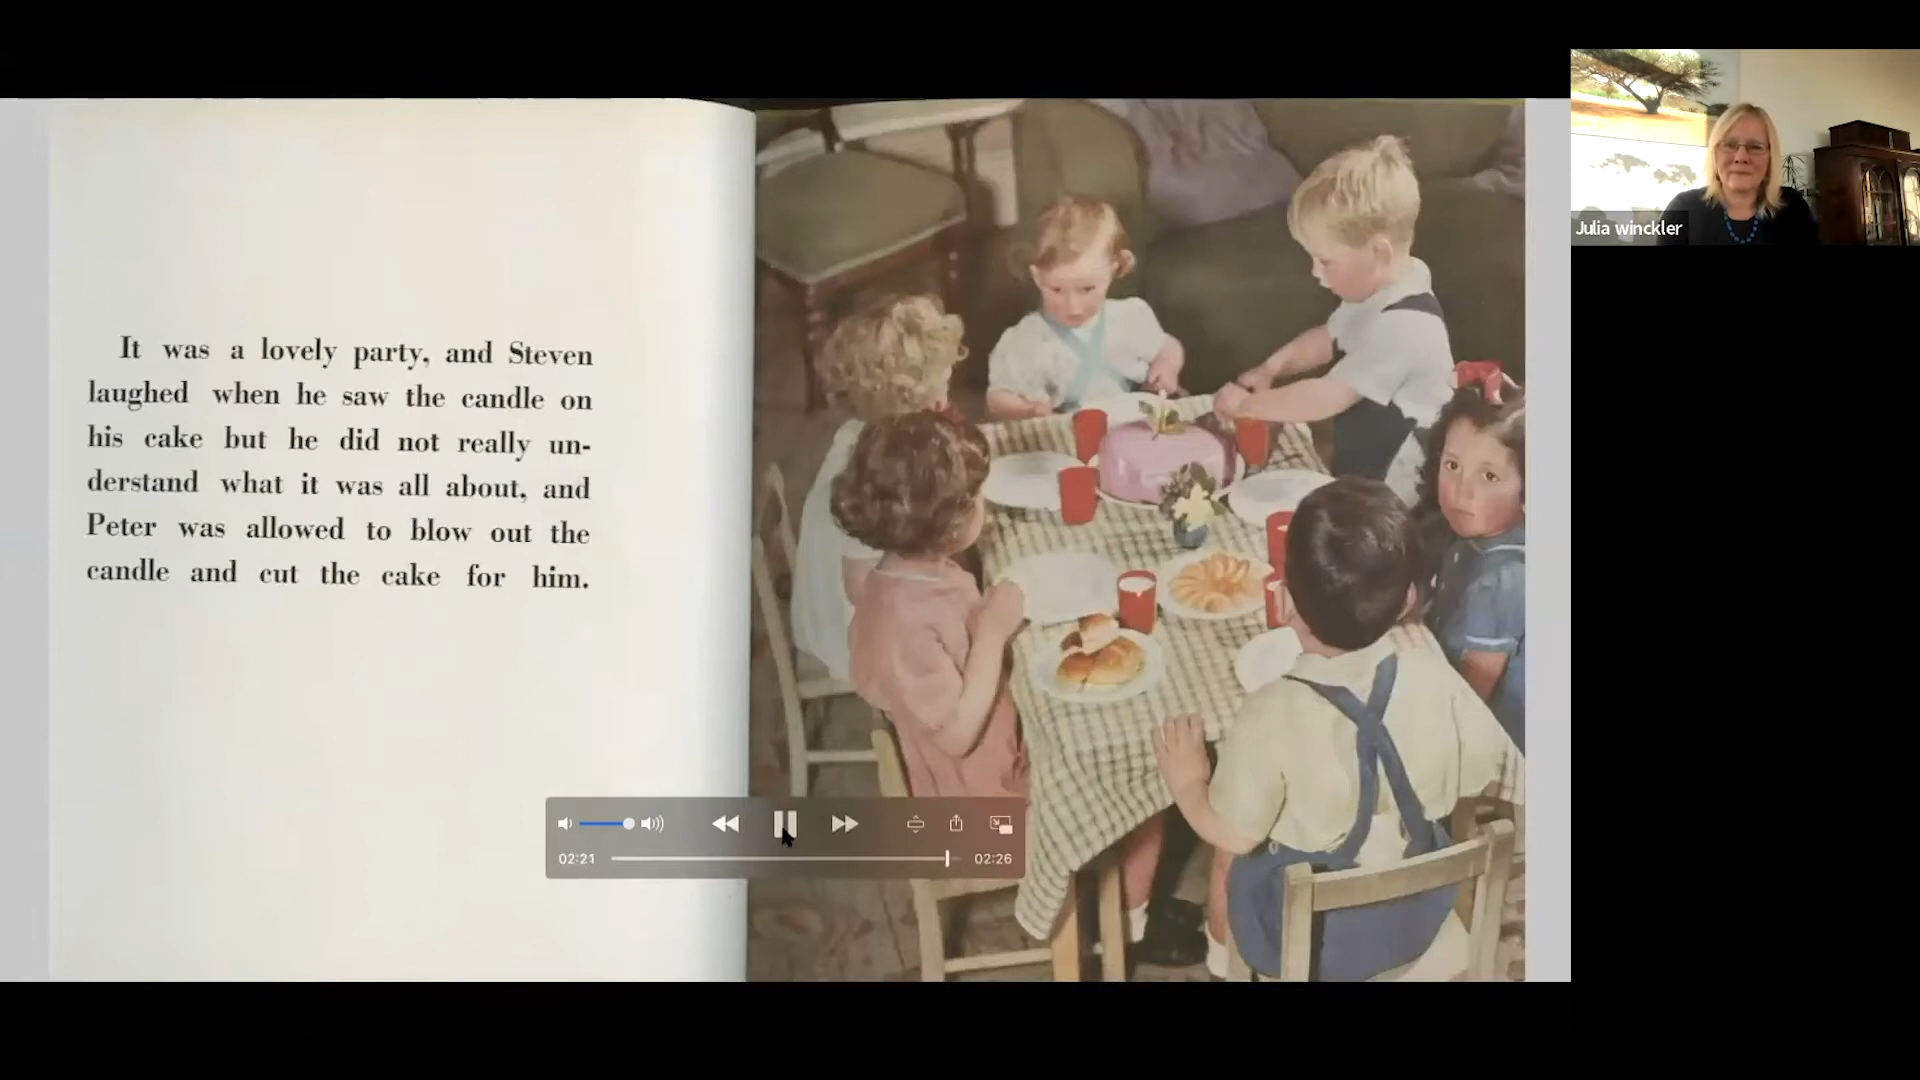 It was a lovely party, and Steven
laughed when he saw the candle on
his cake but he did not really un-
derstand what it was all about, and
Peter was allowed to blow out the
candle and cut the cake for him.
02:21
02:26
Julia winckler